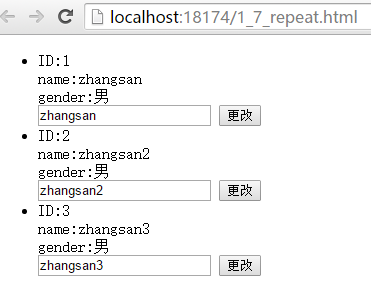 localhost:18174/1_7_repeat.html
ID:1
name:zhangsan
gender:男
zhangsan 更改
ID:2
name:zhangsan2
gender:男
zhangsan2 更改
ID:3
name:zhangsan3
gender:男
zhangsan3 更改